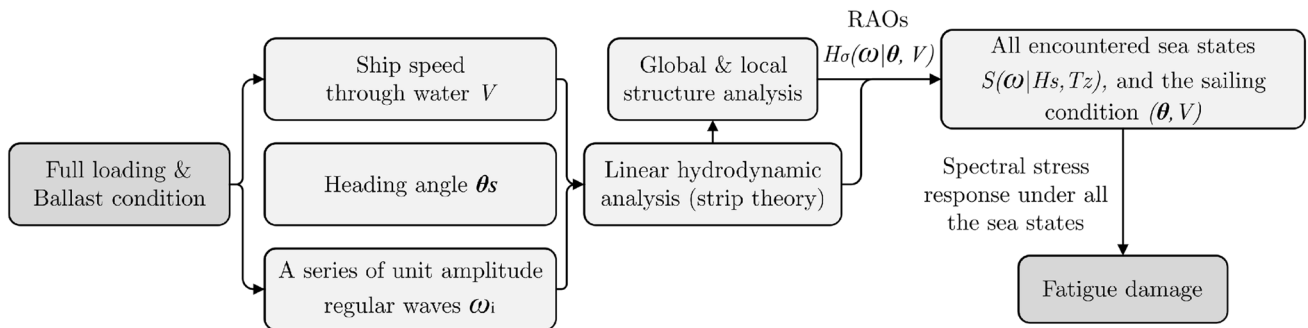 Full loading &
Ballast condition
Ship speed
through water V
Heading angle θs
A series of unit amplitude
regular waves ωi
Linear hydrodynamic
analysis (strip theory)
Global & local
structure analysis
RAOs
Hσ(ω|θ, V)
All encountered sea states
S(ω|Hs, Tz), and the sailing
condition (θ, V)
Spectral stress
response under all
the sea states
Fatigue damage